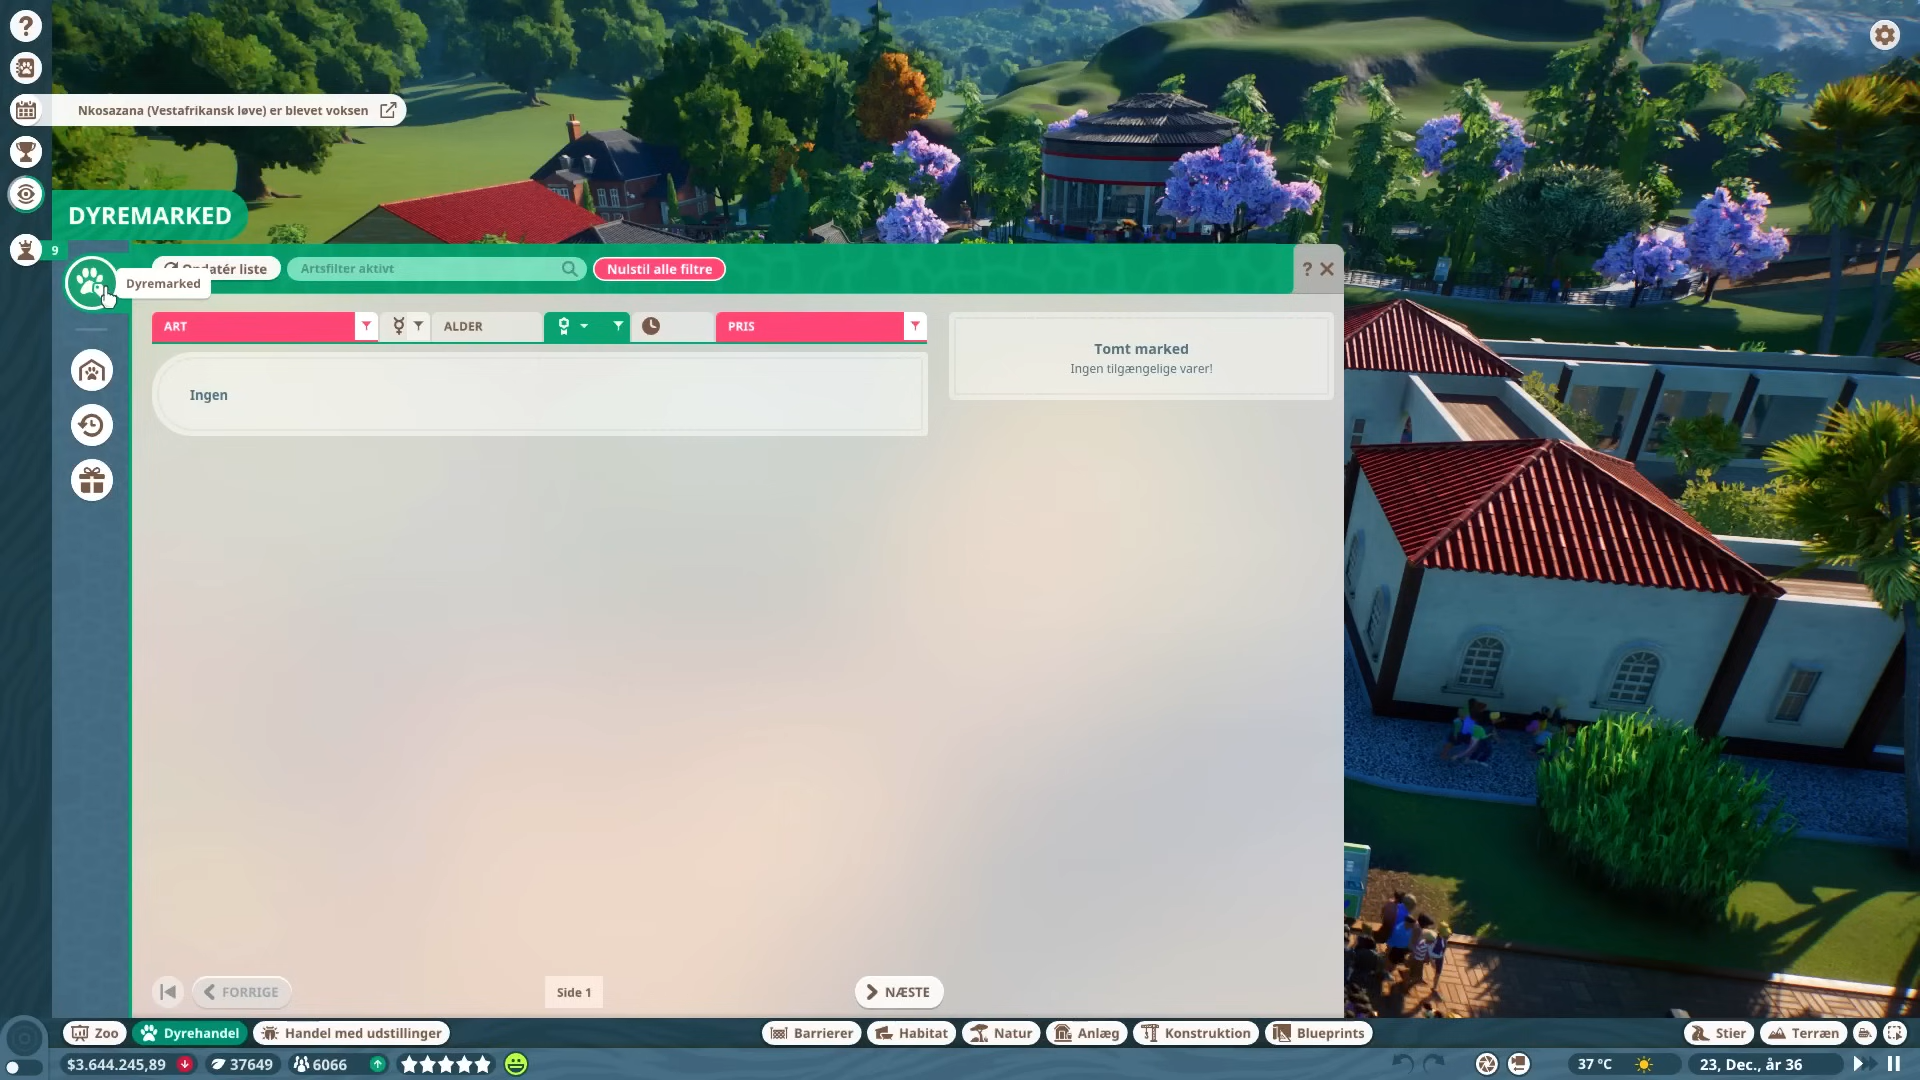 ?
Nkosazana (Vestafrikansk løve) er blevet voksen
DYREMARKED
9
Opdatér liste
Artsfilter aktivt
Nulstil alle filtre
?
Dyremarked
ART
ALDER
PRIS
Tomt marked
Ingen tilgængelige varer!
Ingen
FORRIGE
Side 1
NÆSTE
Zoo
Dyrehandel
Handel med udstillinger
Barrierer
Habitat
Natur
Anlæg
Konstruktion
Blueprints
Stier
Terræn
$3.644.245,89
37649
6066
37 °C
23, Dec., år 36